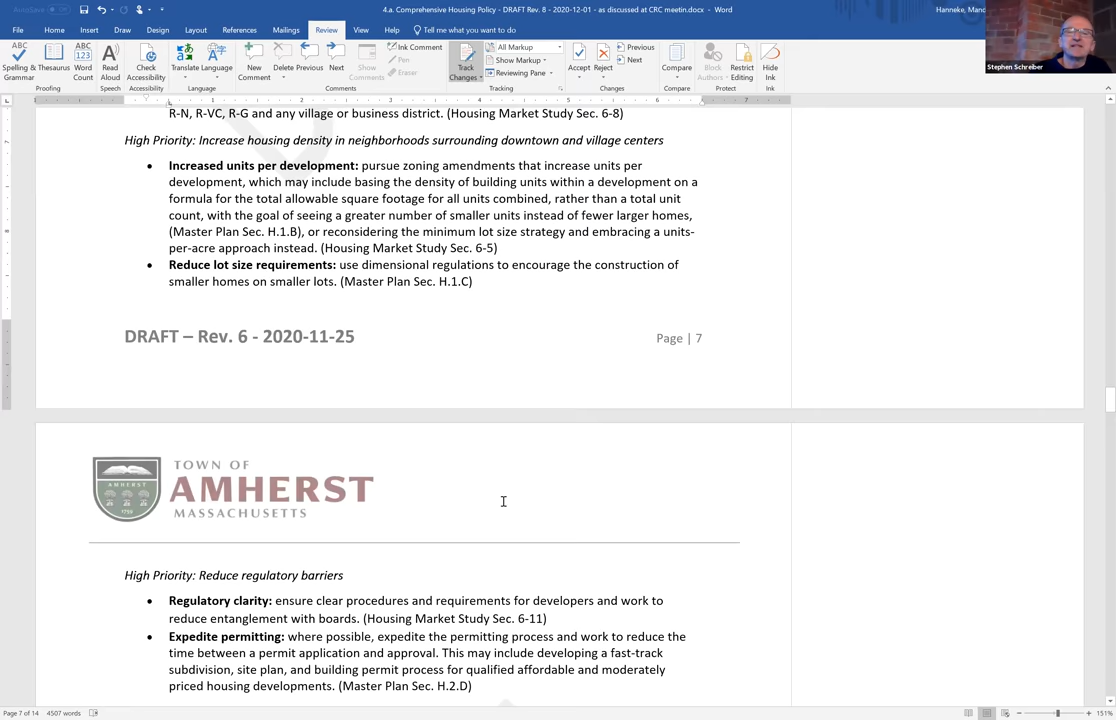 AutoSave
4.a. Comprehensive Housing Policy - DRAFT Rev. 8 - 2020-12-01 - as discussed at CRC meetin.docx - Word
Hanneke, Manc
File Home Insert Draw Design Layout References Mailings Review View Help Tell me what you want to do
Spelling & Grammar
Thesaurus
Word Count
Read Aloud
Check Accessibility
Translate
Language
New Comment
Delete
Previous
Next
Show Comments
Ink Comment
Pen
Eraser
Track Changes
All Markup
Show Markup
Reviewing Pane
Accept
Reject
Previous
Next
Compare
Block Authors
Restrict Editing
Hide Ink
Proofing Speech Accessibility Language Comments Tracking Changes Compare Protect Ink
Stephen Schreiber
1 2 3 4 5 6 7
R-N, R-VC, R-G and any village or business district. (Housing Market Study Sec. 6-8)
High Priority: Increase housing density in neighborhoods surrounding downtown and village centers
• Increased units per development: pursue zoning amendments that increase units per
development, which may include basing the density of building units within a development on a
formula for the total allowable square footage for all units combined, rather than a total unit
count, with the goal of seeing a greater number of smaller units instead of fewer larger homes,
(Master Plan Sec. H.1.B), or reconsidering the minimum lot size strategy and embracing a units-
per-acre approach instead. (Housing Market Study Sec. 6-5)
• Reduce lot size requirements: use dimensional regulations to encourage the construction of
smaller homes on smaller lots. (Master Plan Sec. H.1.C)
DRAFT – Rev. 6 - 2020-11-25
Page | 7
TOWN OF
AMHERST
MASSACHUSETTS
AMHERST
1759
High Priority: Reduce regulatory barriers
• Regulatory clarity: ensure clear procedures and requirements for developers and work to
reduce entanglement with boards. (Housing Market Study Sec. 6-11)
• Expedite permitting: where possible, expedite the permitting process and work to reduce the
time between a permit application and approval. This may include developing a fast-track
subdivision, site plan, and building permit process for qualified affordable and moderately
priced housing developments. (Master Plan Sec. H.2.D)
Page 7 of 14 4507 words
151%